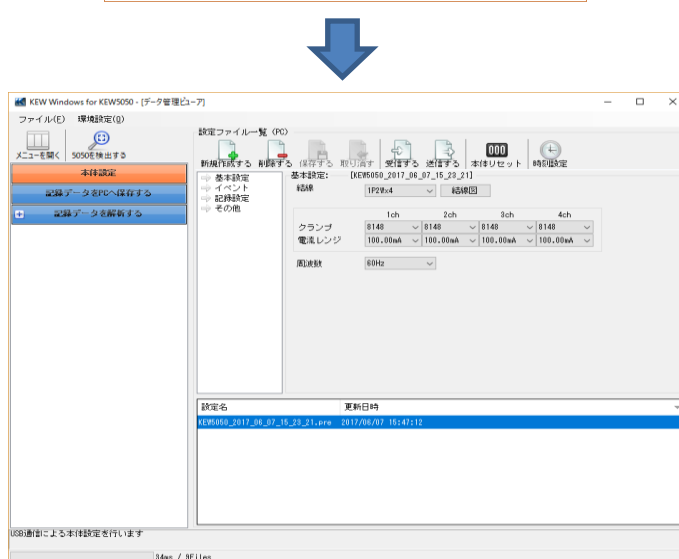 KEW Windows for KEW5050 - [データ管理ビューア]
ファイル(F) 環境設定(O)
メニューを開く 5050を検出する
本体設定
記録データをPCへ保存する
記録データを解析する
設定ファイル一覧 (PC)
新規作成する 削除する 保存する 取り消す 受信する 送信する 本体リセット 時刻設定
000
基本設定
イベント
記録設定
その他
基本設定: [KEW5050_2017_06_07_15_23_21]
結線 1P2W×4 結線図
1ch 2ch 3ch 4ch
クランプ 8148 8148 8148 8148
電流レンジ 100.00mA 100.00mA 100.00mA 100.00mA
周波数 60Hz
設定名 更新日時
KEW5050_2017_06_07_15_23_21.pre 2017/06/07 15:47:12
USB通信による本体設定を行います
34ms / 9Files